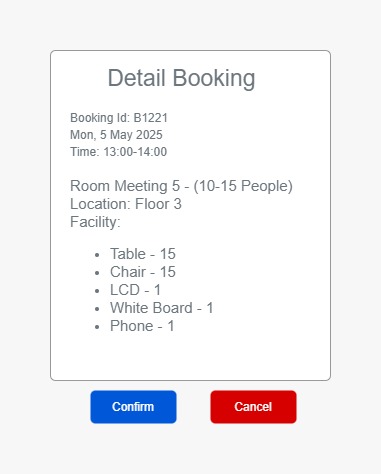 Detail Booking
Booking Id: B1221
Mon, 5 May 2025
Time: 13:00-14:00
Room Meeting 5 - (10-15 People)
Location: Floor 3
Facility:
• Table - 15
• Chair - 15
• LCD - 1
• White Board - 1
• Phone - 1
Confirm
Cancel